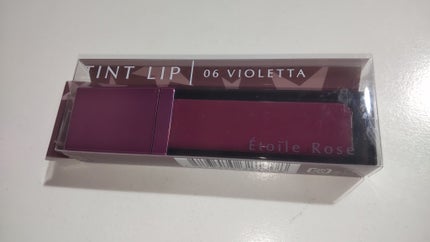 TINT LIP | 06 VIOLETTA
Étoile Rose